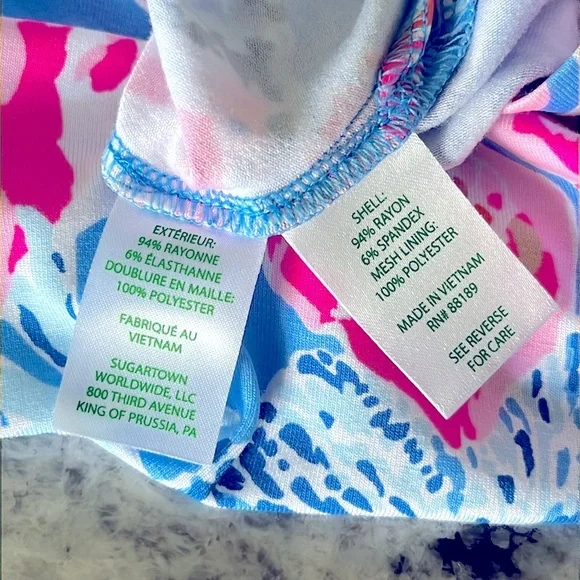 EXTÉRIEUR:
94% RAYONNE
6% ÉLASTHANNE
DOUBLURE EN MAILLE:
100% POLYESTER
FABRIQUÉ AU
VIETNAM
SUGARTOWN
WORLDWIDE, LLC
800 THIRD AVENUE
KING OF PRUSSIA, PA
SHELL:
94% RAYON
6% SPANDEX
MESH LINING:
100% POLYESTER
MADE IN VIETNAM
RN# 88189
SEE REVERSE
FOR CARE